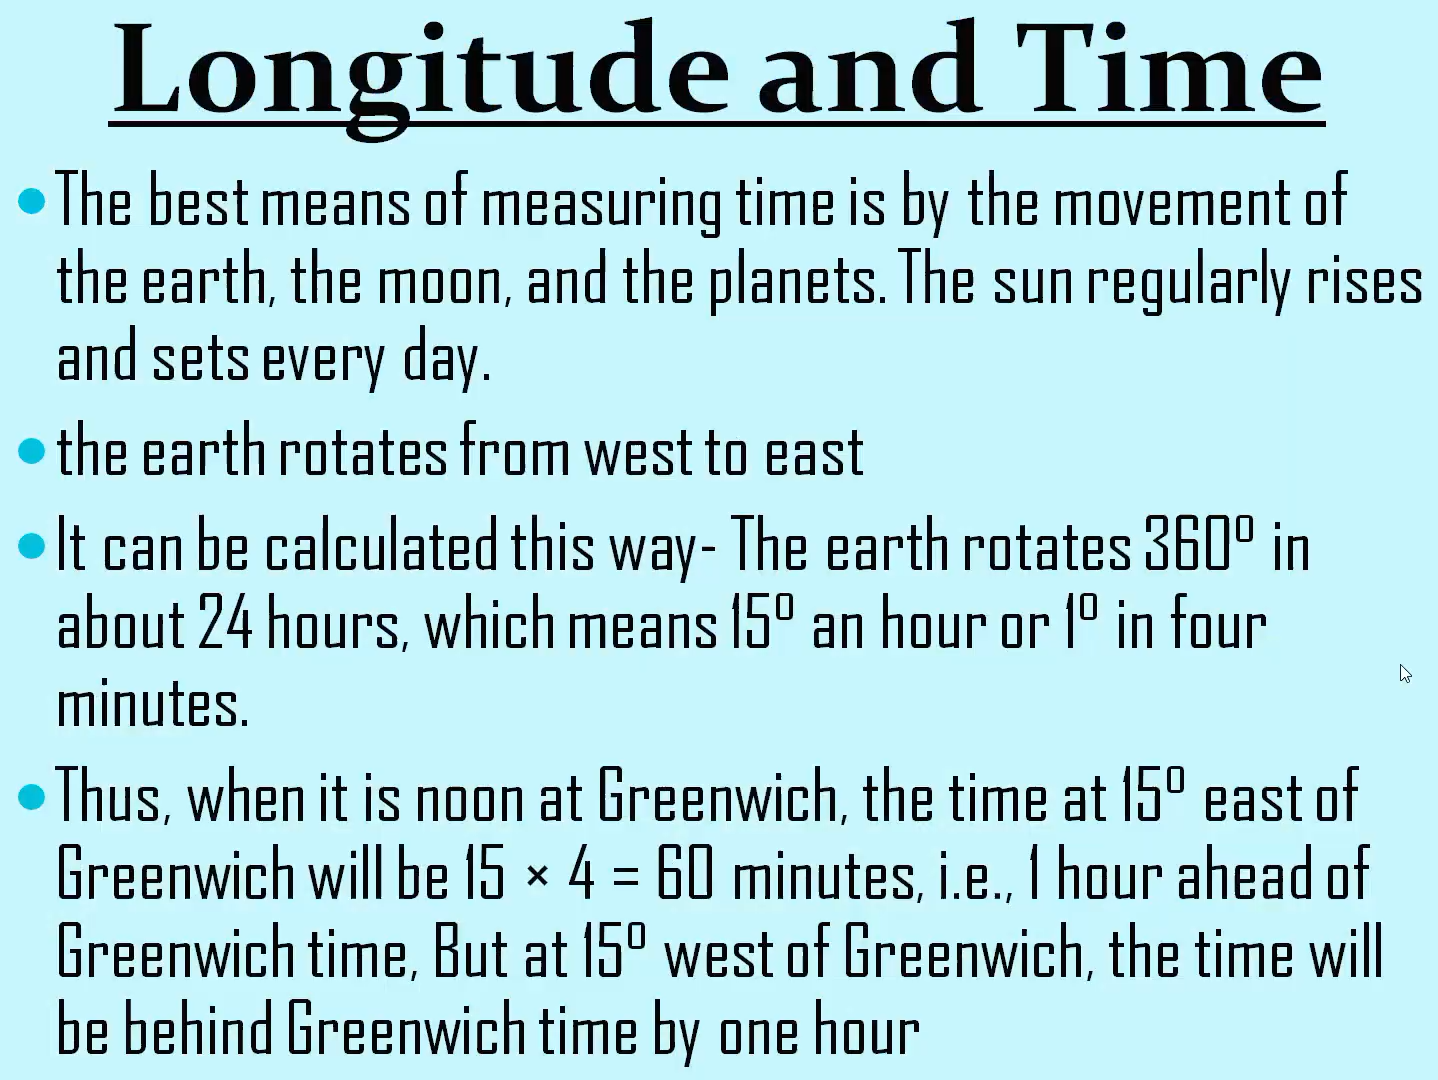 Longitude and Time
• The best means of measuring time is by the movement of
the earth, the moon, and the planets. The sun regularly rises
and sets every day.
• the earth rotates from west to east
• It can be calculated this way- The earth rotates 360º in
about 24 hours, which means 15º an hour or 1º in four
minutes.
• Thus, when it is noon at Greenwich, the time at 15º east of
Greenwich will be 15 × 4 = 60 minutes, i.e., 1 hour ahead of
Greenwich time, But at 15º west of Greenwich, the time will
be behind Greenwich time by one hour